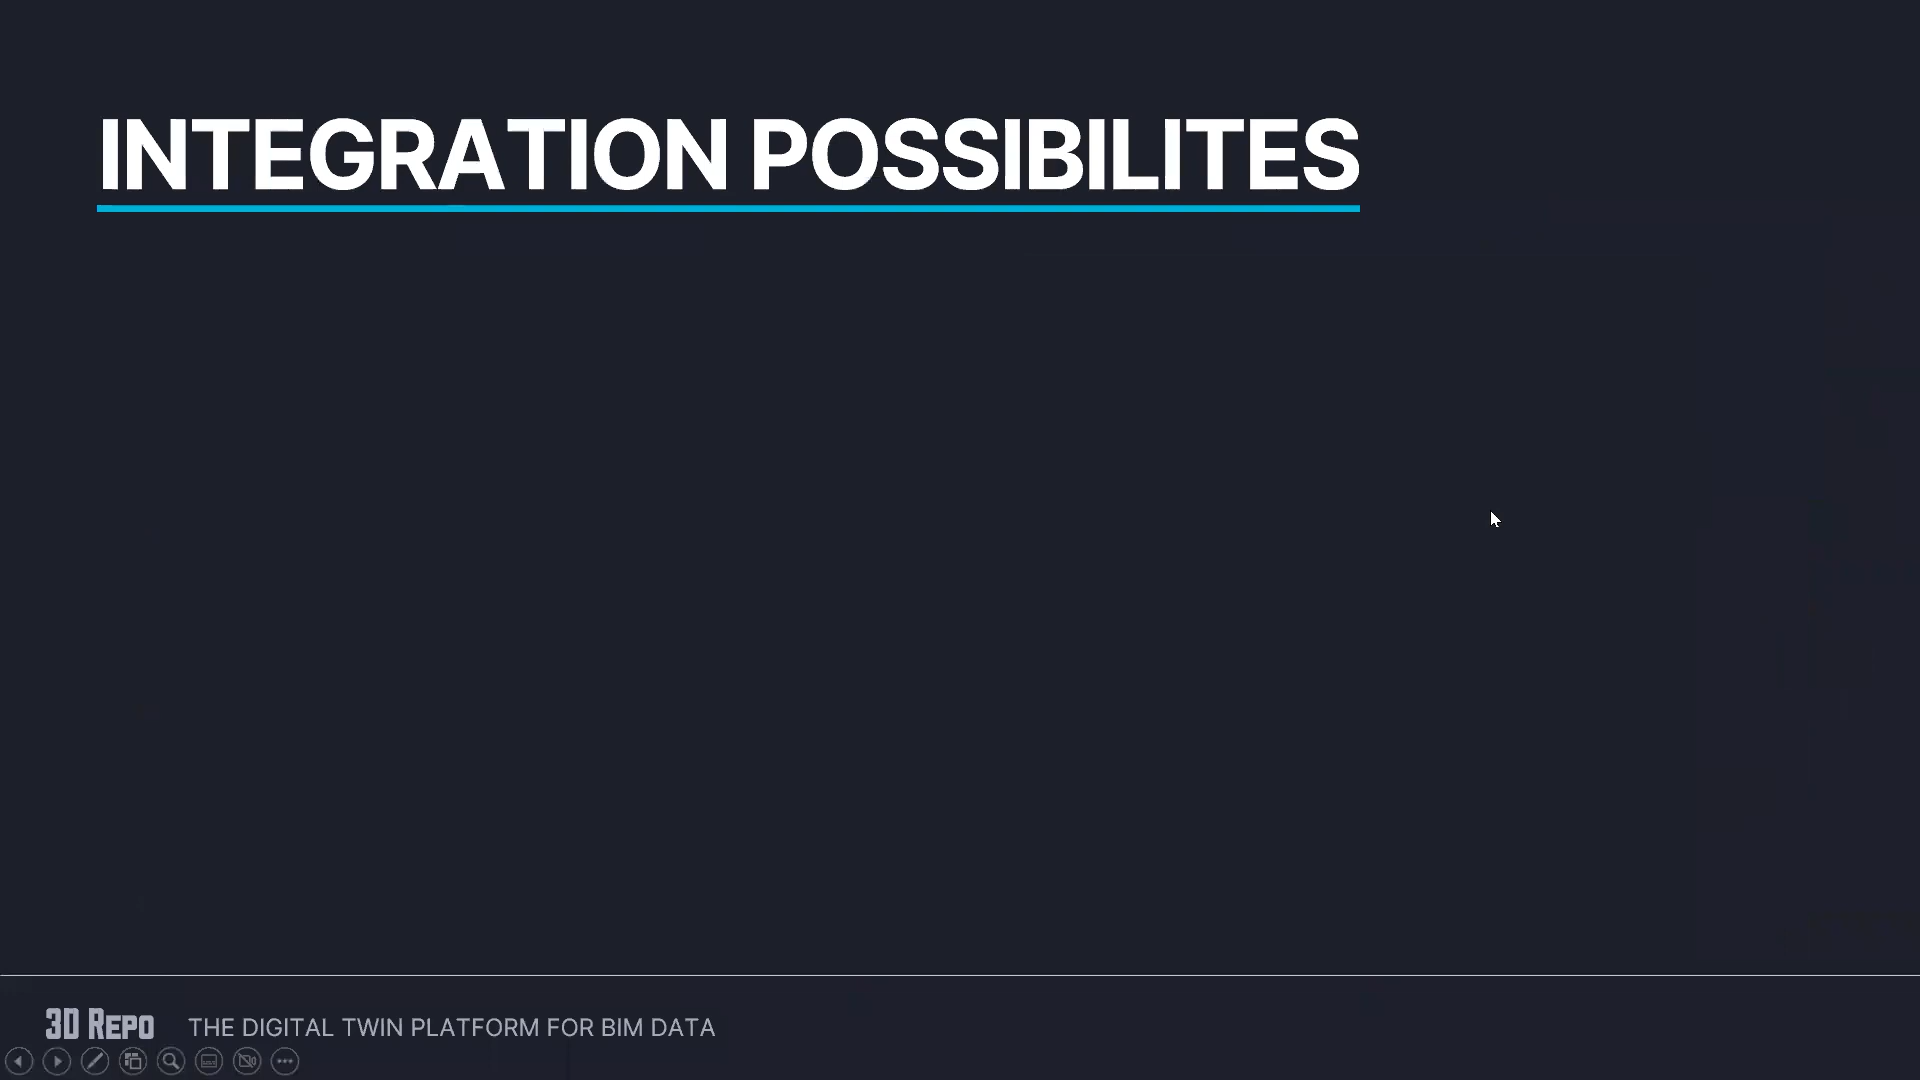 INTEGRATION POSSIBILITES
3D REPO THE DIGITAL TWIN PLATFORM FOR BIM DATA